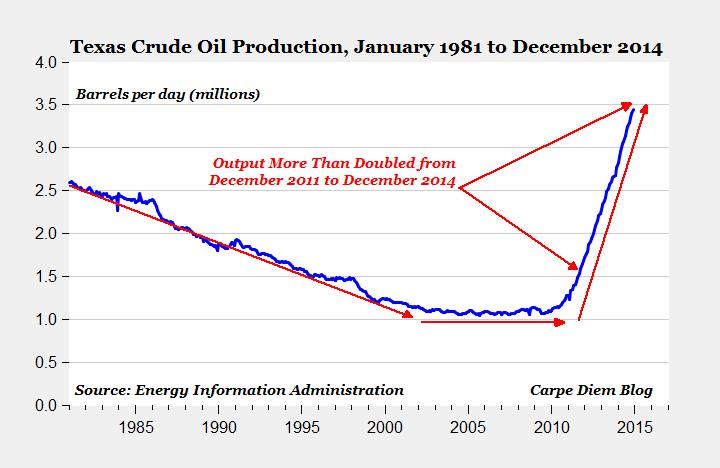 Texas Crude Oil Production, January 1981 to December 2014
4.0
Barrels per day (millions)
3.5
3.0
Output More Than Doubled from
December 2011 to December 2014
2.5
2.0
1.5
1.0
0.5
Source: Energy Information Administration
Carpe Diem Blog
0.0
1985 1990 1995 2000 2005 2010 2015